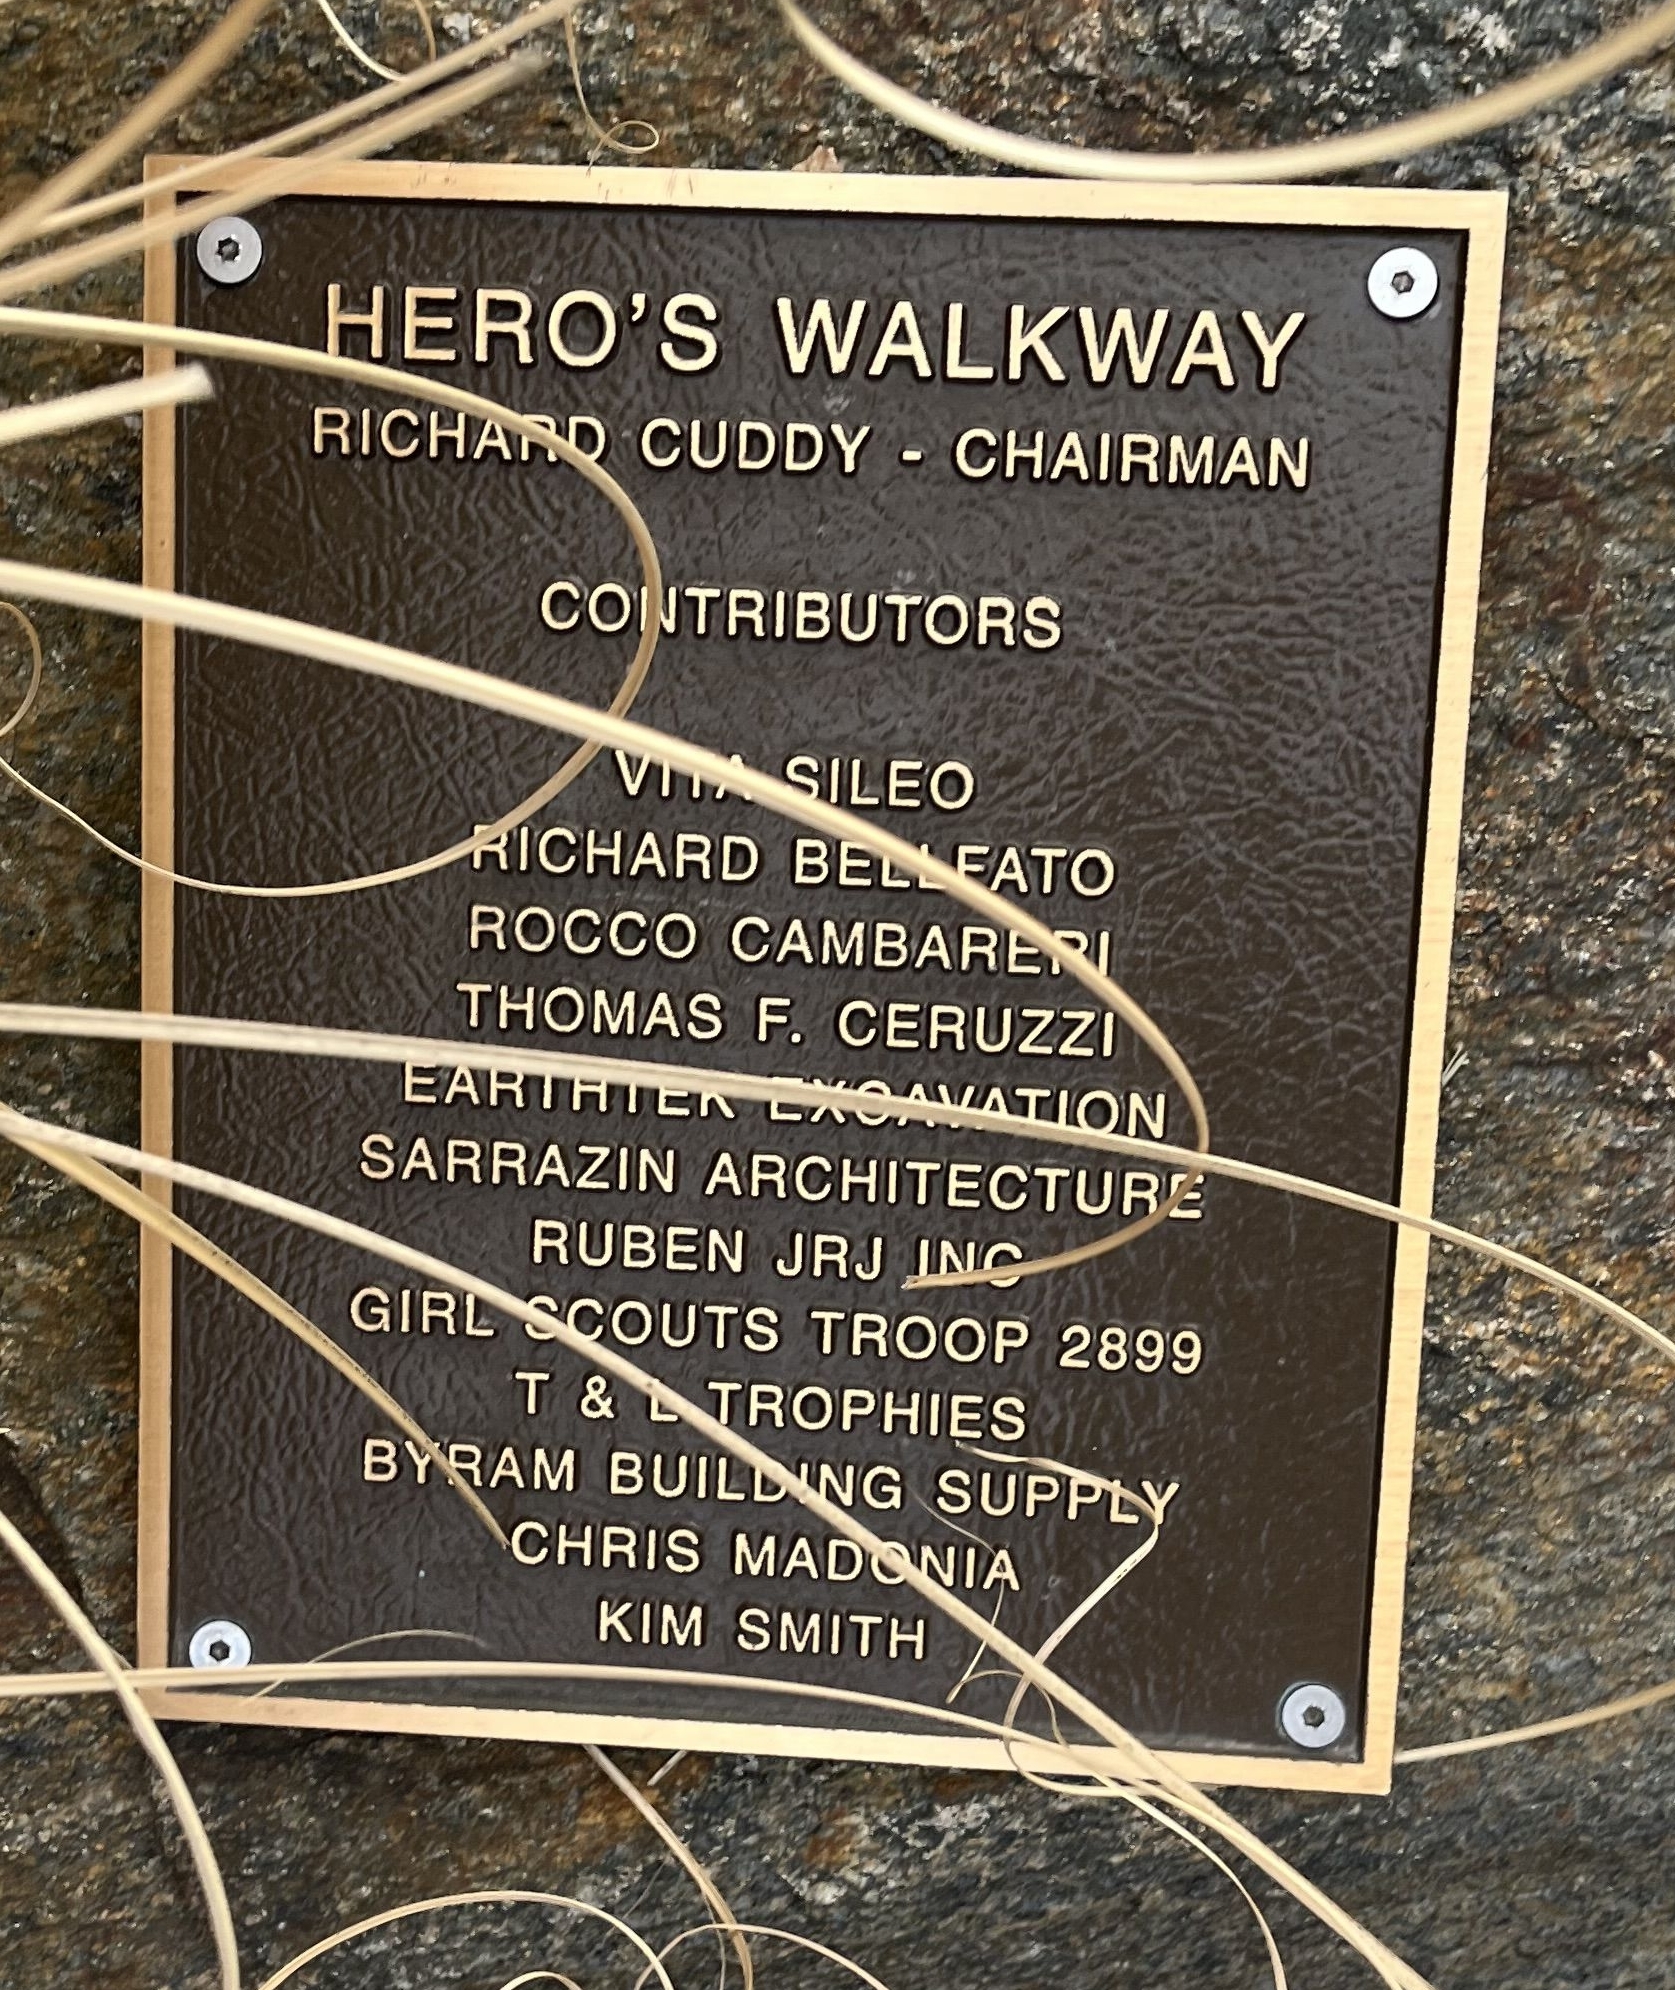 HERO'S WALKWAY
RICHARD CUDDY - CHAIRMAN
CONTRIBUTORS
VITA SILEO
RICHARD BELLFATO
ROCCO CAMBARERI
THOMAS F. CERUZZI
EARTHTEK EXCAVATION
SARRAZIN ARCHITECTURE
RUBEN JRJ INC
GIRL SCOUTS TROOP 2899
T & L TROPHIES
BYRAM BUILDING SUPPLY
CHRIS MADONIA
KIM SMITH